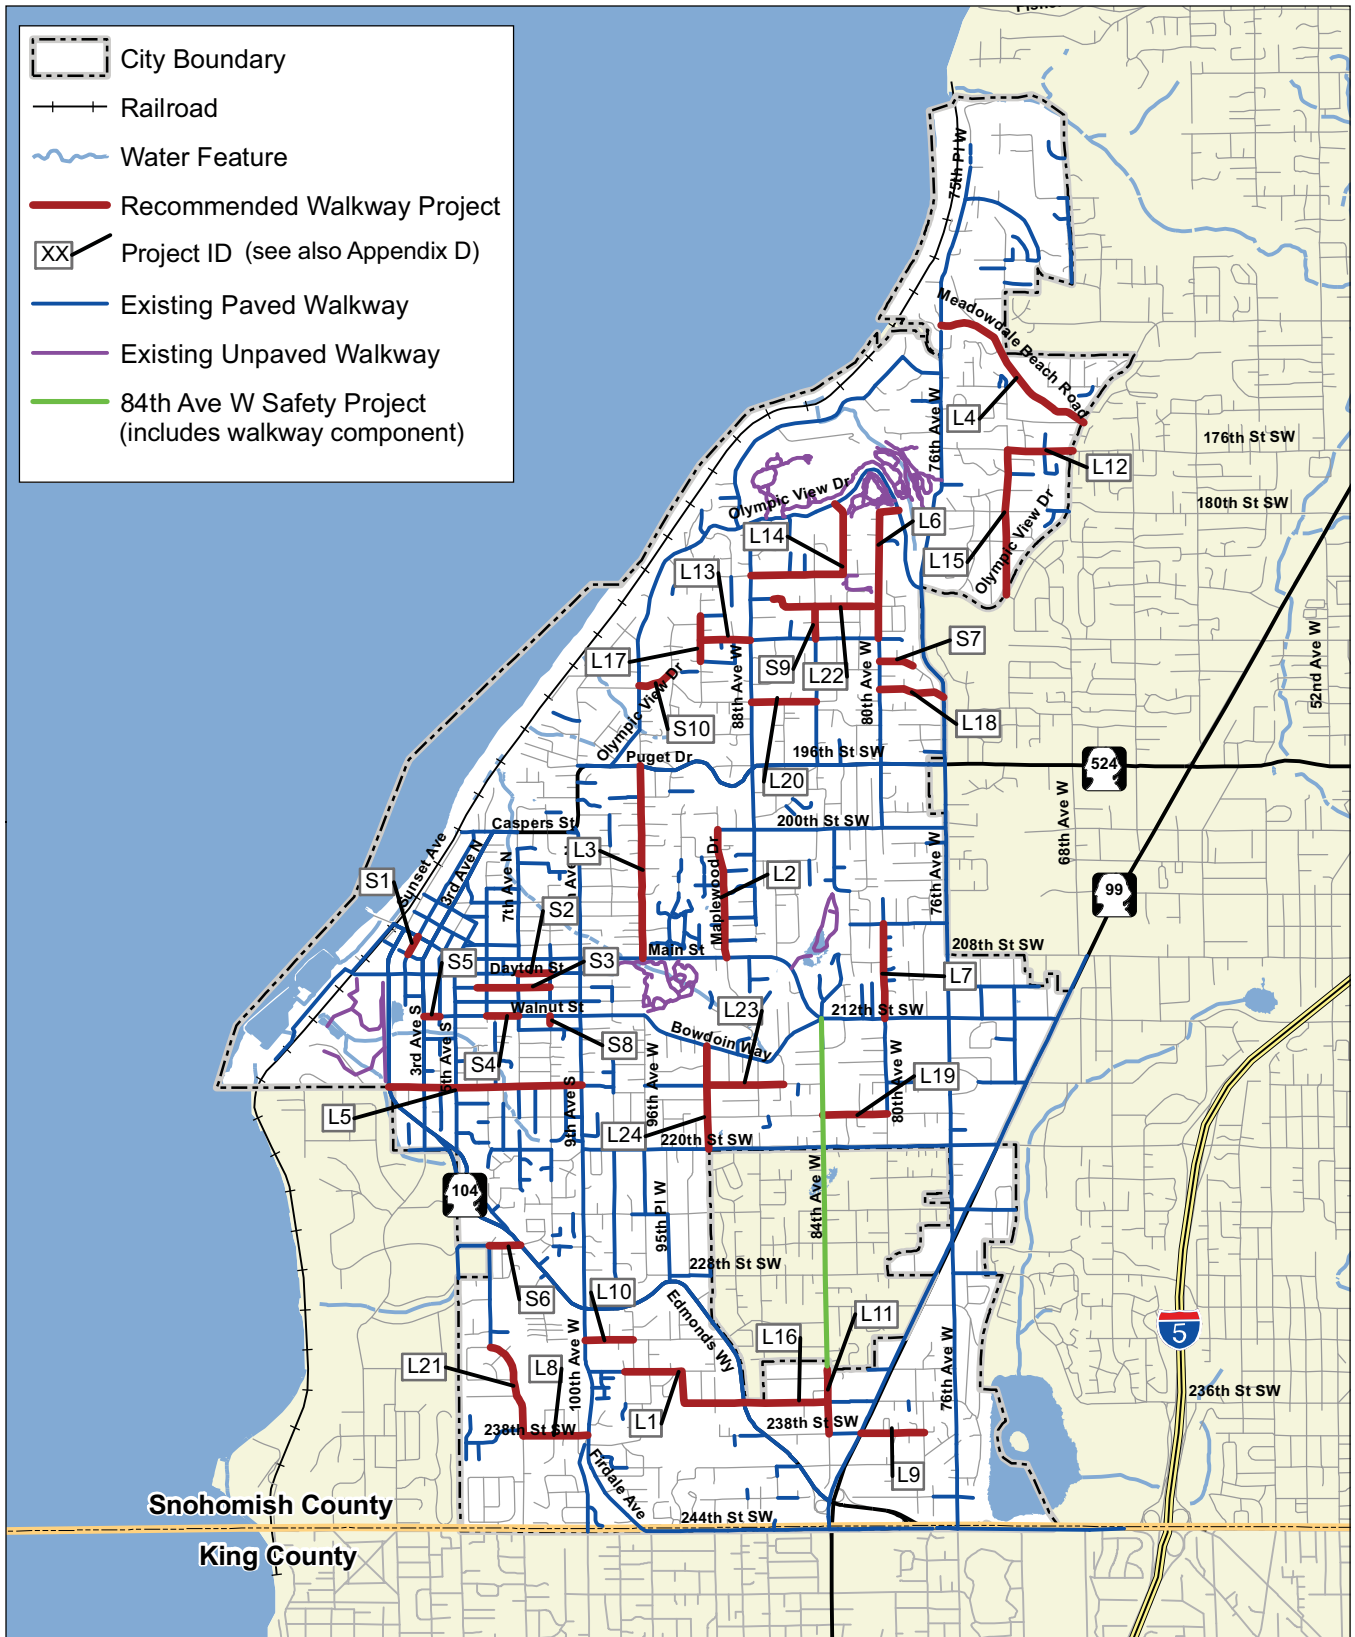 City Boundary
Railroad
Water Feature
Recommended Walkway Project
XX
Project ID (see also Appendix D)
Existing Paved Walkway
Existing Unpaved Walkway
84th Ave W Safety Project
(includes walkway component)
75th Pl W
Meadowdale Beach Road
76th Ave W
L4
176th St SW
L12
180th St SW
Olympic View Dr
L6
L14
L15
Olympic View Dr
L13
S7
L17
S9
L22
52nd Ave W
88th Ave W
80th Ave W
Olympic View Dr
S10
L18
196th St SW
Puget Dr
L20
524
68th Ave W
Caspers St
200th St SW
L3
Sunset Ave
3rd Ave N
7th Ave N
Maplewood Dr
L2
76th Ave W
99
S1
S2
Main St
208th St SW
S5
Dayton St
S3
L7
Walnut St
L23
212th St SW
3rd Ave S
Bowdoin Way
S4
S8
96th Ave W
80th Ave W
L19
L5
9th Ave S
L24
220th St SW
104
84th Ave W
95th Pl W
228th St SW
S6
L10
Edmonds Wy
L11
L16
5
L21
L8
100th Ave W
76th Ave W
236th St SW
L1
238th St SW
238th St SW
L9
Firdale Ave
Snohomish County
244th St SW
King County